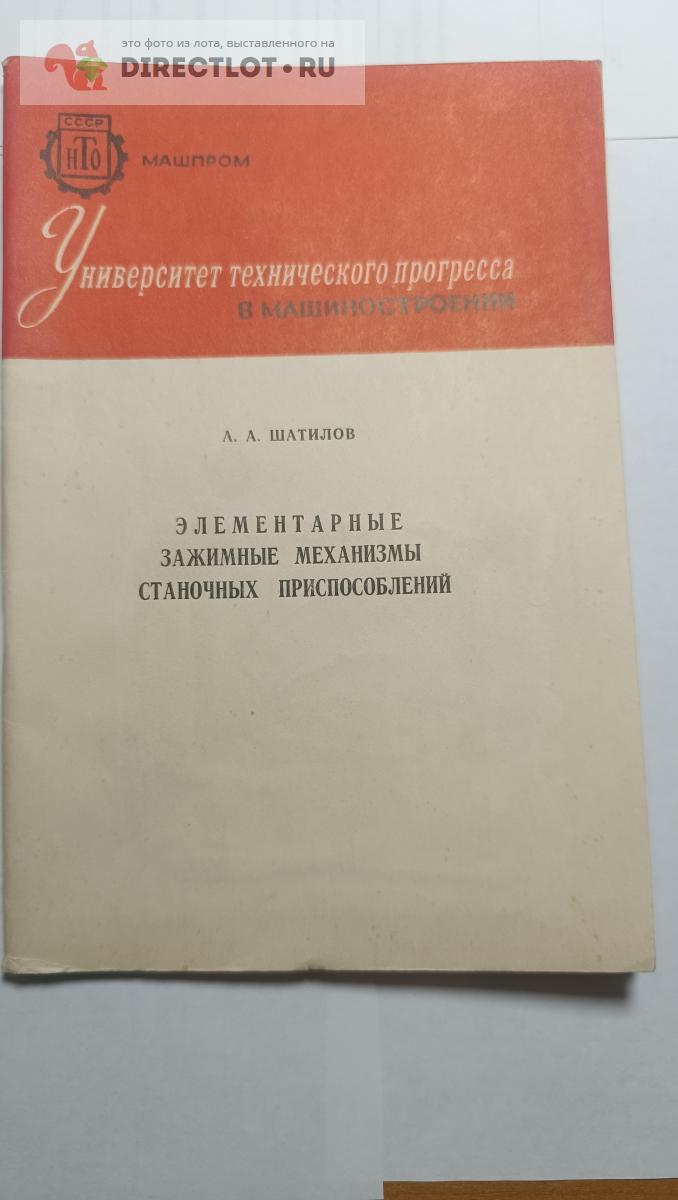 это фото из лота, выставленного на
DIRECTLOT.RU
СССР
НТО
МАШПРОМ
Университет технического прогресса
В МАШИНОСТРОЕНИИ
А. А. ШАТИЛОВ
ЭЛЕМЕНТАРНЫЕ
ЗАЖИМНЫЕ МЕХАНИЗМЫ
СТАНОЧНЫХ ПРИСПОСОБЛЕНИЙ